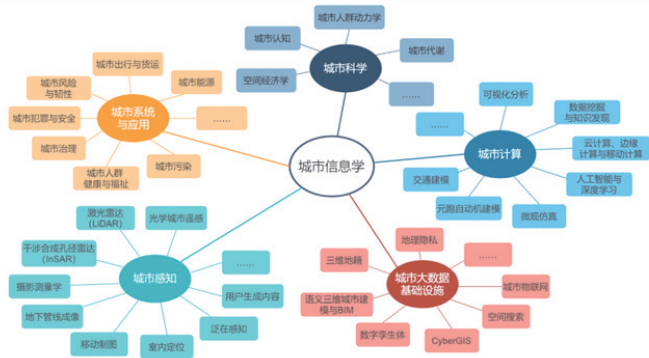 城市人群动力学
城市认知
城市代谢
空间经济学
城市科学
……
城市出行与货运
城市风险
与韧性
城市能源
城市犯罪与安全
城市系统
与应用
……
城市治理
城市人群
健康与福祉
城市污染
城市信息学
可视化分析
……
数据挖掘
与知识发现
城市计算
云计算、边缘
计算与移动计算
交通建模
人工智能与
深度学习
元胞自动机建模
微观仿真
激光雷达
(LiDAR)
光学城市遥感
干涉合成孔径雷达
(InSAR)
……
摄影测量学
城市感知
用户生成内容
地下管线成像
泛在感知
移动制图
室内定位
地理隐私
三维地籍
……
城市大数据
基础设施
城市物联网
语义三维城市建
模与BIM
空间搜索
数字孪生体
CyberGIS